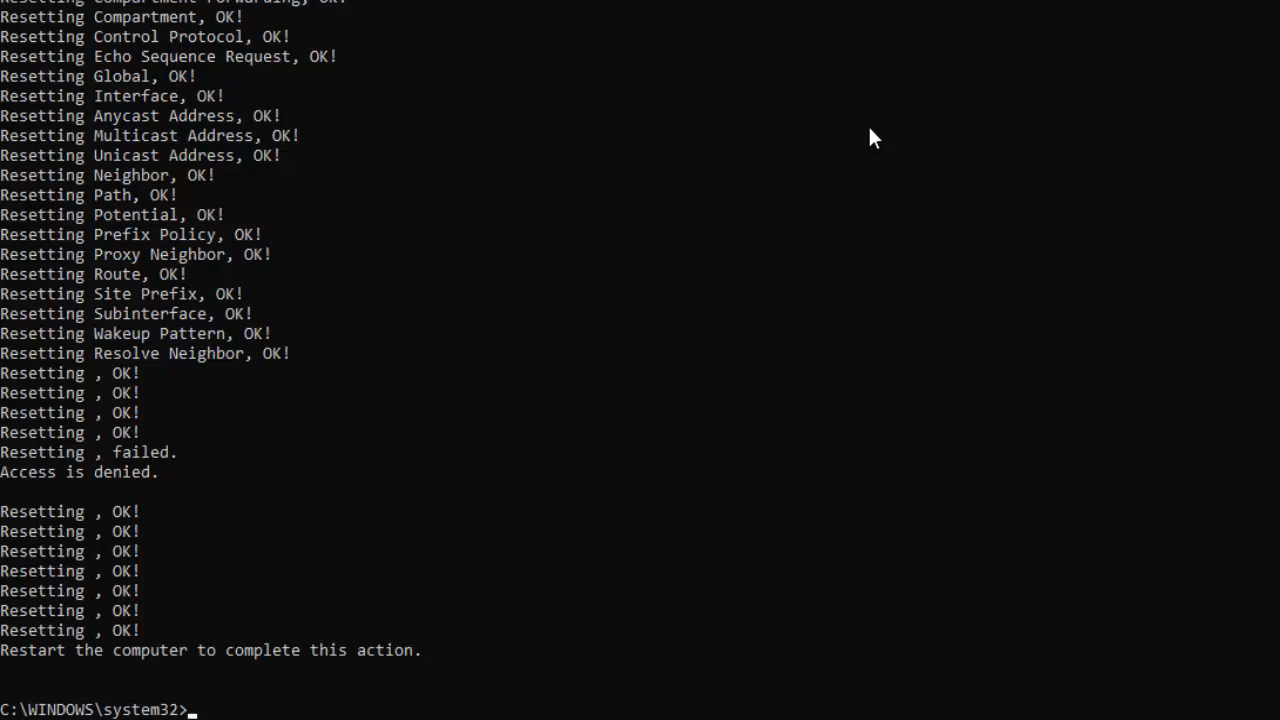 Resetting Compartment Forwarding, OK!
Resetting Compartment, OK!
Resetting Control Protocol, OK!
Resetting Echo Sequence Request, OK!
Resetting Global, OK!
Resetting Interface, OK!
Resetting Anycast Address, OK!
Resetting Multicast Address, OK!
Resetting Unicast Address, OK!
Resetting Neighbor, OK!
Resetting Path, OK!
Resetting Potential, OK!
Resetting Prefix Policy, OK!
Resetting Proxy Neighbor, OK!
Resetting Route, OK!
Resetting Site Prefix, OK!
Resetting Subinterface, OK!
Resetting Wakeup Pattern, OK!
Resetting Resolve Neighbor, OK!
Resetting , OK!
Resetting , OK!
Resetting , OK!
Resetting , OK!
Resetting , failed.
Access is denied.
Resetting , OK!
Resetting , OK!
Resetting , OK!
Resetting , OK!
Resetting , OK!
Resetting , OK!
Resetting , OK!
Restart the computer to complete this action.
C:\WINDOWS\system32>